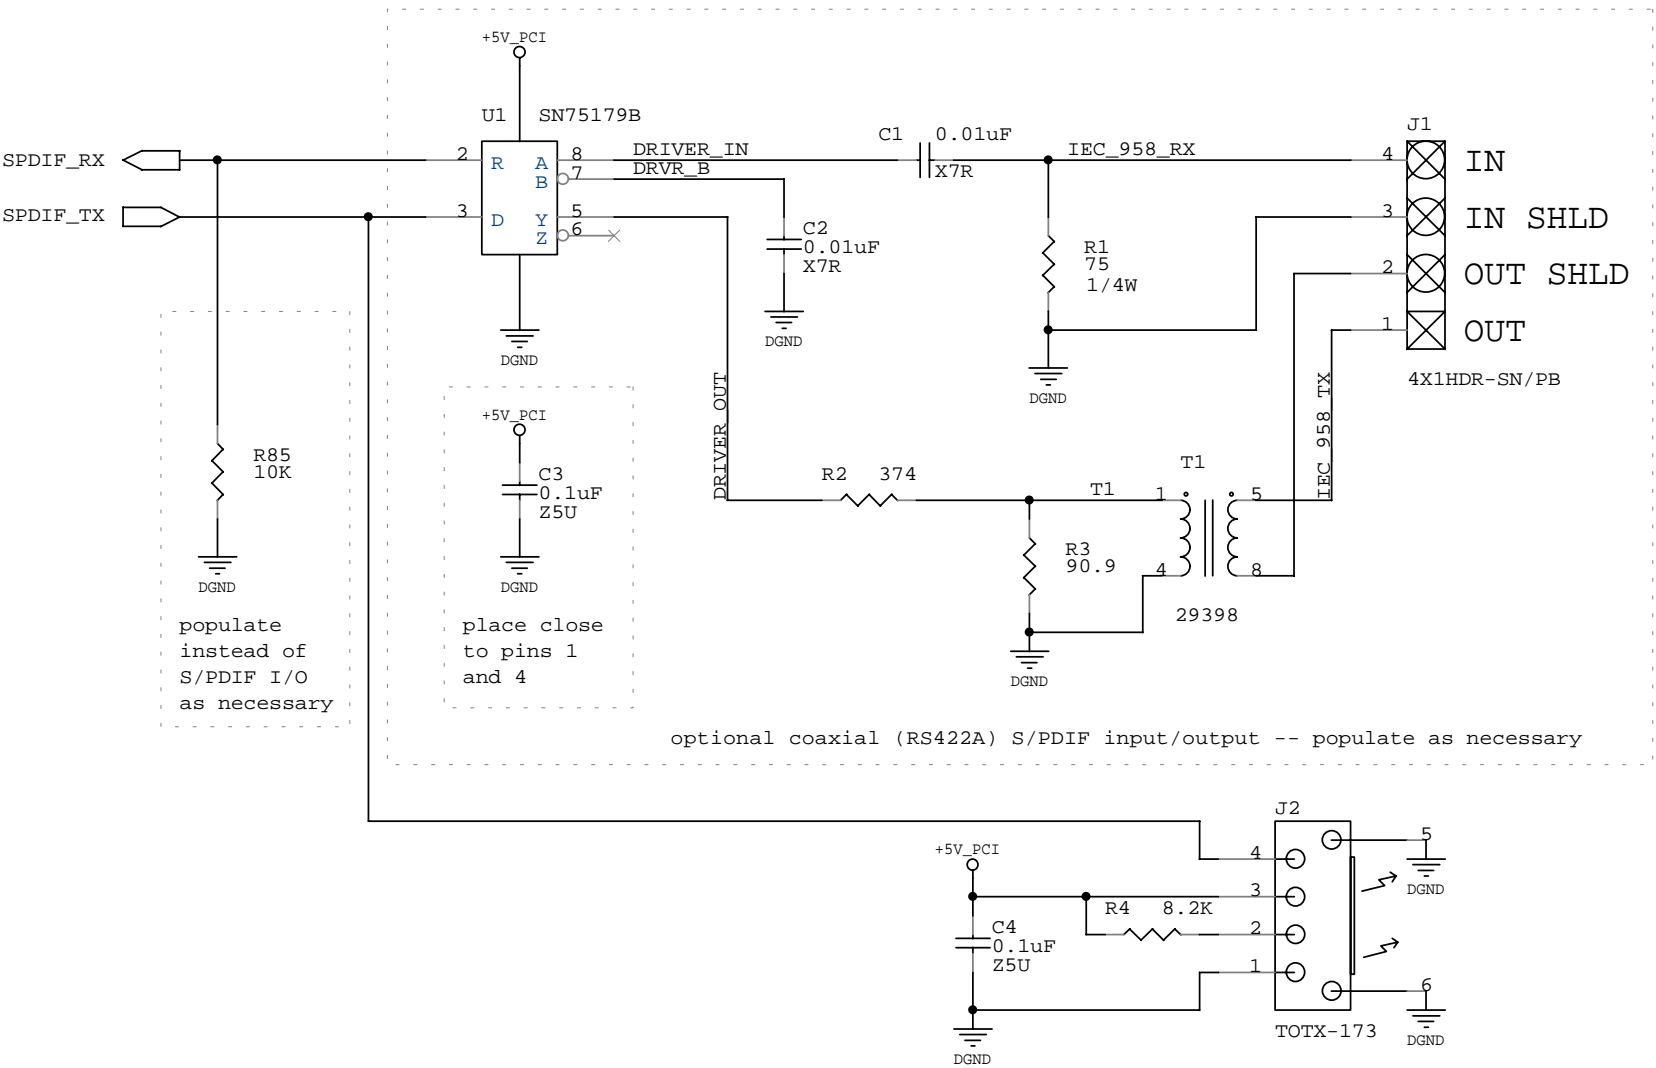 +5V_PCI
U1 SN75179B
SPDIF_RX
SPDIF_TX
2 R A 8
B 7
3 D Y 5
Z 6
DRIVER_IN
DRVR_B
C1 0.01uF
X7R
IEC_958_RX
J1
4 IN
3 IN SHLD
2 OUT SHLD
1 OUT
4X1HDR-SN/PB
C2
0.01uF
X7R
DGND
R1
75
1/4W
DGND
DGND
DRIVER_OUT
IEC_958_TX
+5V_PCI
C3
0.1uF
Z5U
DGND
place close
to pins 1
and 4
R85
10K
DGND
populate
instead of
S/PDIF I/O
as necessary
R2 374
T1
T1
1 5
4 8
29398
R3
90.9
DGND
optional coaxial (RS422A) S/PDIF input/output -- populate as necessary
J2
+5V_PCI
4
3
2
1
5
DGND
6
DGND
R4 8.2K
C4
0.1uF
Z5U
DGND
TOTX-173